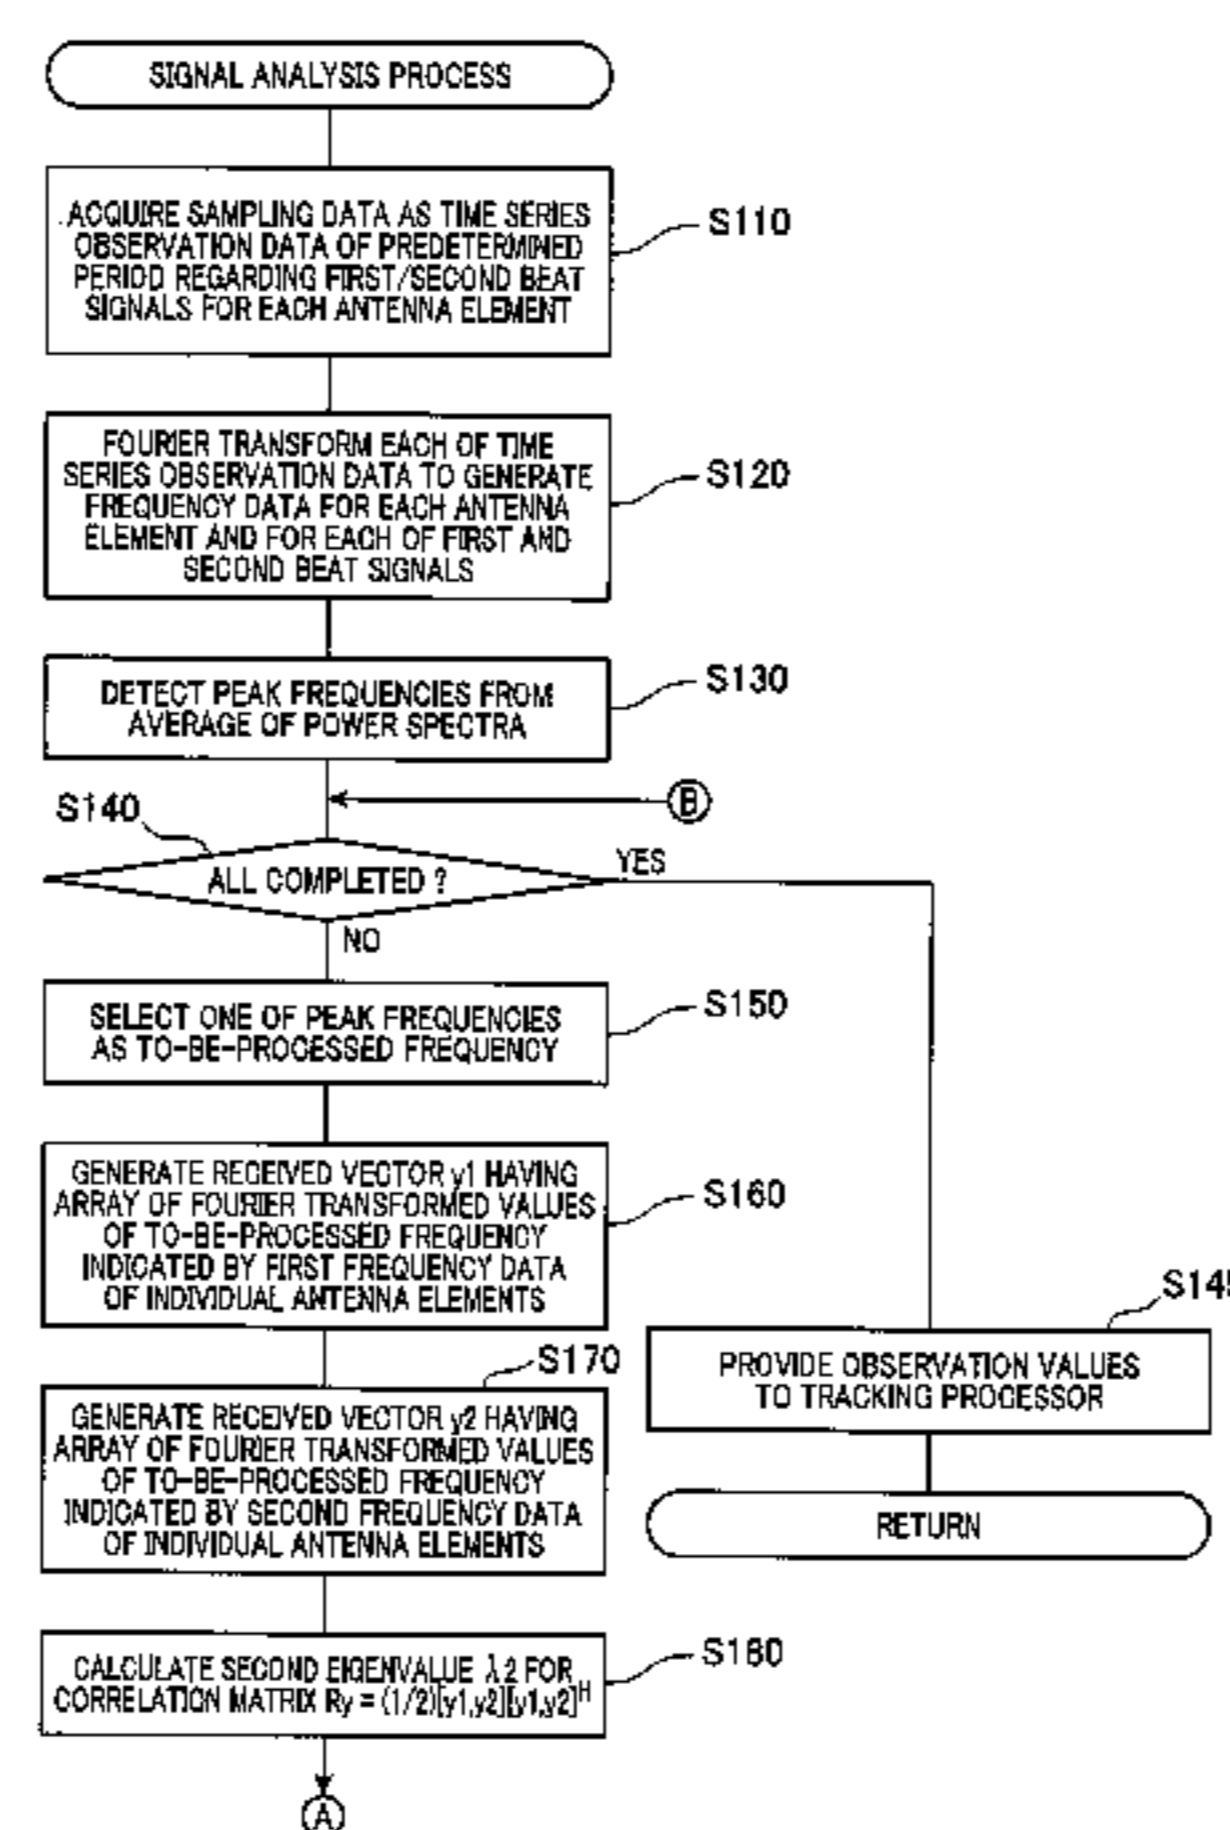 SIGNAL ANALYSIS PROCESS
ACQUIRE SAMPLING DATA AS TIME SERIES
OBSERVATION DATA OF PREDETERMINED
PERIOD REGARDING FIRST/SECOND BEAT
SIGNALS FOR EACH ANTENNA ELEMENT
S110
FOURIER TRANSFORM EACH OF TIME
SERIES OBSERVATION DATA TO GENERATE
FREQUENCY DATA FOR EACH ANTENNA
ELEMENT AND FOR EACH OF FIRST AND
SECOND BEAT SIGNALS
S120
DETECT PEAK FREQUENCIES FROM
AVERAGE OF POWER SPECTRA
S130
B
S140
ALL COMPLETED ?
YES
NO
SELECT ONE OF PEAK FREQUENCIES
AS TO-BE-PROCESSED FREQUENCY
S150
GENERATE RECEIVED VECTOR y1 HAVING
ARRAY OF FOURIER TRANSFORMED VALUES
OF TO-BE-PROCESSED FREQUENCY
INDICATED BY FIRST FREQUENCY DATA
OF INDIVIDUAL ANTENNA ELEMENTS
S160
S170
GENERATE RECEIVED VECTOR y2 HAVING
ARRAY OF FOURIER TRANSFORMED VALUES
OF TO-BE-PROCESSED FREQUENCY
INDICATED BY SECOND FREQUENCY DATA
OF INDIVIDUAL ANTENNA ELEMENTS
S145
PROVIDE OBSERVATION VALUES
TO TRACKING PROCESSOR
RETURN
CALCULATE SECOND EIGENVALUE λ2 FOR
CORRELATION MATRIX Ry = (1/2)[y1,y2][y1,y2]^H
S180
A